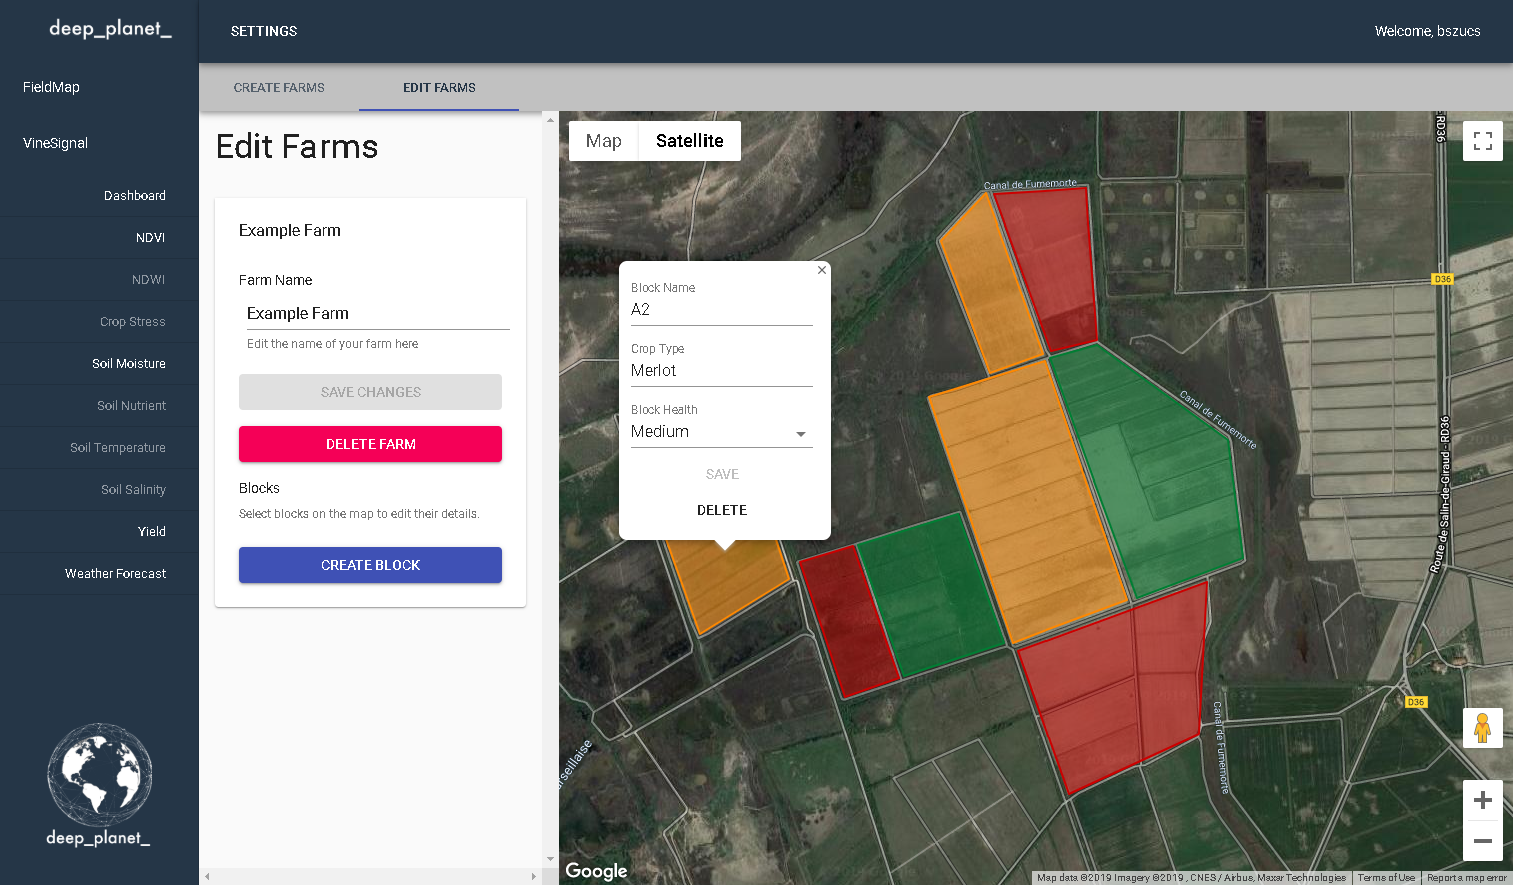 deep_planet_
SETTINGS
Welcome, bszucs
FieldMap
VineSignal
Dashboard
NDVI
NDWI
Crop Stress
Soil Moisture
Soil Nutrient
Soil Temperature
Soil Salinity
Yield
Weather Forecast
deep_planet_
CREATE FARMS
EDIT FARMS
Edit Farms
Example Farm
Farm Name
Example Farm
Edit the name of your farm here
SAVE CHANGES
DELETE FARM
Blocks
Select blocks on the map to edit their details.
CREATE BLOCK
Map
Satellite
Block Name
A2
Crop Type
Merlot
Block Health
Medium
SAVE
DELETE
Canal de Fumemorte
Canal de Fumemorte
Canal de Fumemorte
RD36
D36
Route de Salin-de-Giraud - RD36
D36
Google
Map data ©2019 Imagery ©2019 , CNES / Airbus, Maxar Technologies
Terms of Use
Report a map error